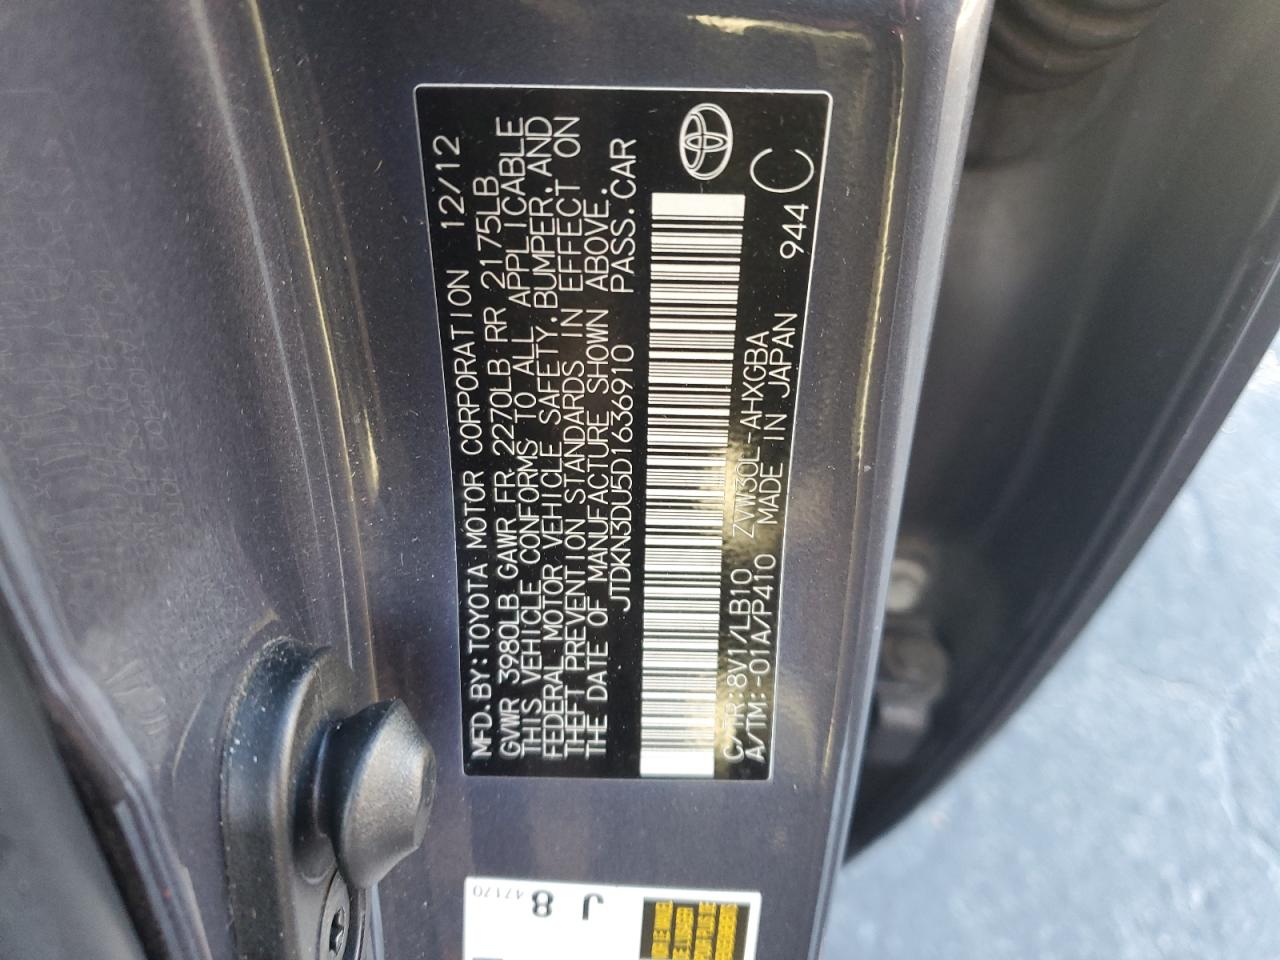 MFD.BY:TOYOTA MOTOR CORPORATION 12/12
GVWR 3980LB GAWR FR 2270LB RR 2175LB
THIS VEHICLE CONFORMS TO ALL APPLICABLE
FEDERAL MOTOR VEHICLE SAFETY,BUMPER,AND
THEFT PREVENTION STANDARDS IN EFFECT ON
THE DATE OF MANUFACTURE SHOWN ABOVE.
JTDKN3DU5D1636910 PASS.CAR
C/TR:8V1/LB10 ZVW30L-AHXGBA
A/TM:-01A/P410 MADE IN JAPAN 944 C
J 8
47170